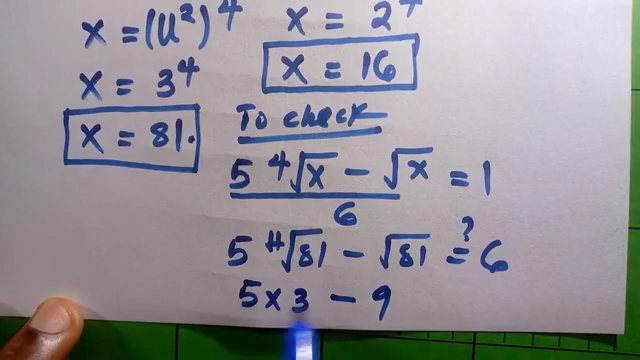 x = (U²)⁴
x = 3⁴
x = 81.
x = 2⁴
x = 16
To check
5 ⁴√x − √x / 6 = 1
5 ⁴√81 − √81 =? 6
5 × 3 − 9